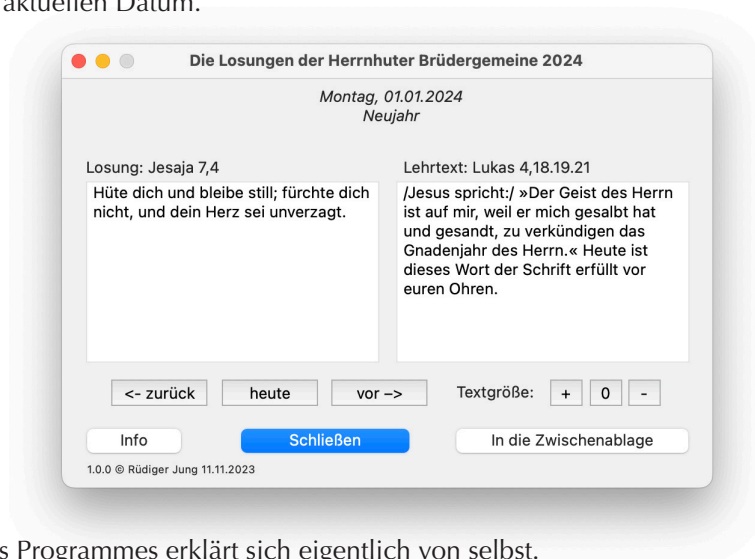 aktuellen Datum.
Die Losungen der Herrnhuter Brüdergemeine 2024
Montag, 01.01.2024
Neujahr
Losung: Jesaja 7,4
Hüte dich und bleibe still; fürchte dich
nicht, und dein Herz sei unverzagt.
Lehrtext: Lukas 4,18.19.21
/Jesus spricht:/ »Der Geist des Herrn
ist auf mir, weil er mich gesalbt hat
und gesandt, zu verkündigen das
Gnadenjahr des Herrn.« Heute ist
dieses Wort der Schrift erfüllt vor
euren Ohren.
<- zurück heute vor –> Textgröße: + 0 -
Info Schließen In die Zwischenablage
1.0.0 © Rüdiger Jung 11.11.2023
s Programmes erklärt sich eigentlich von selbst.